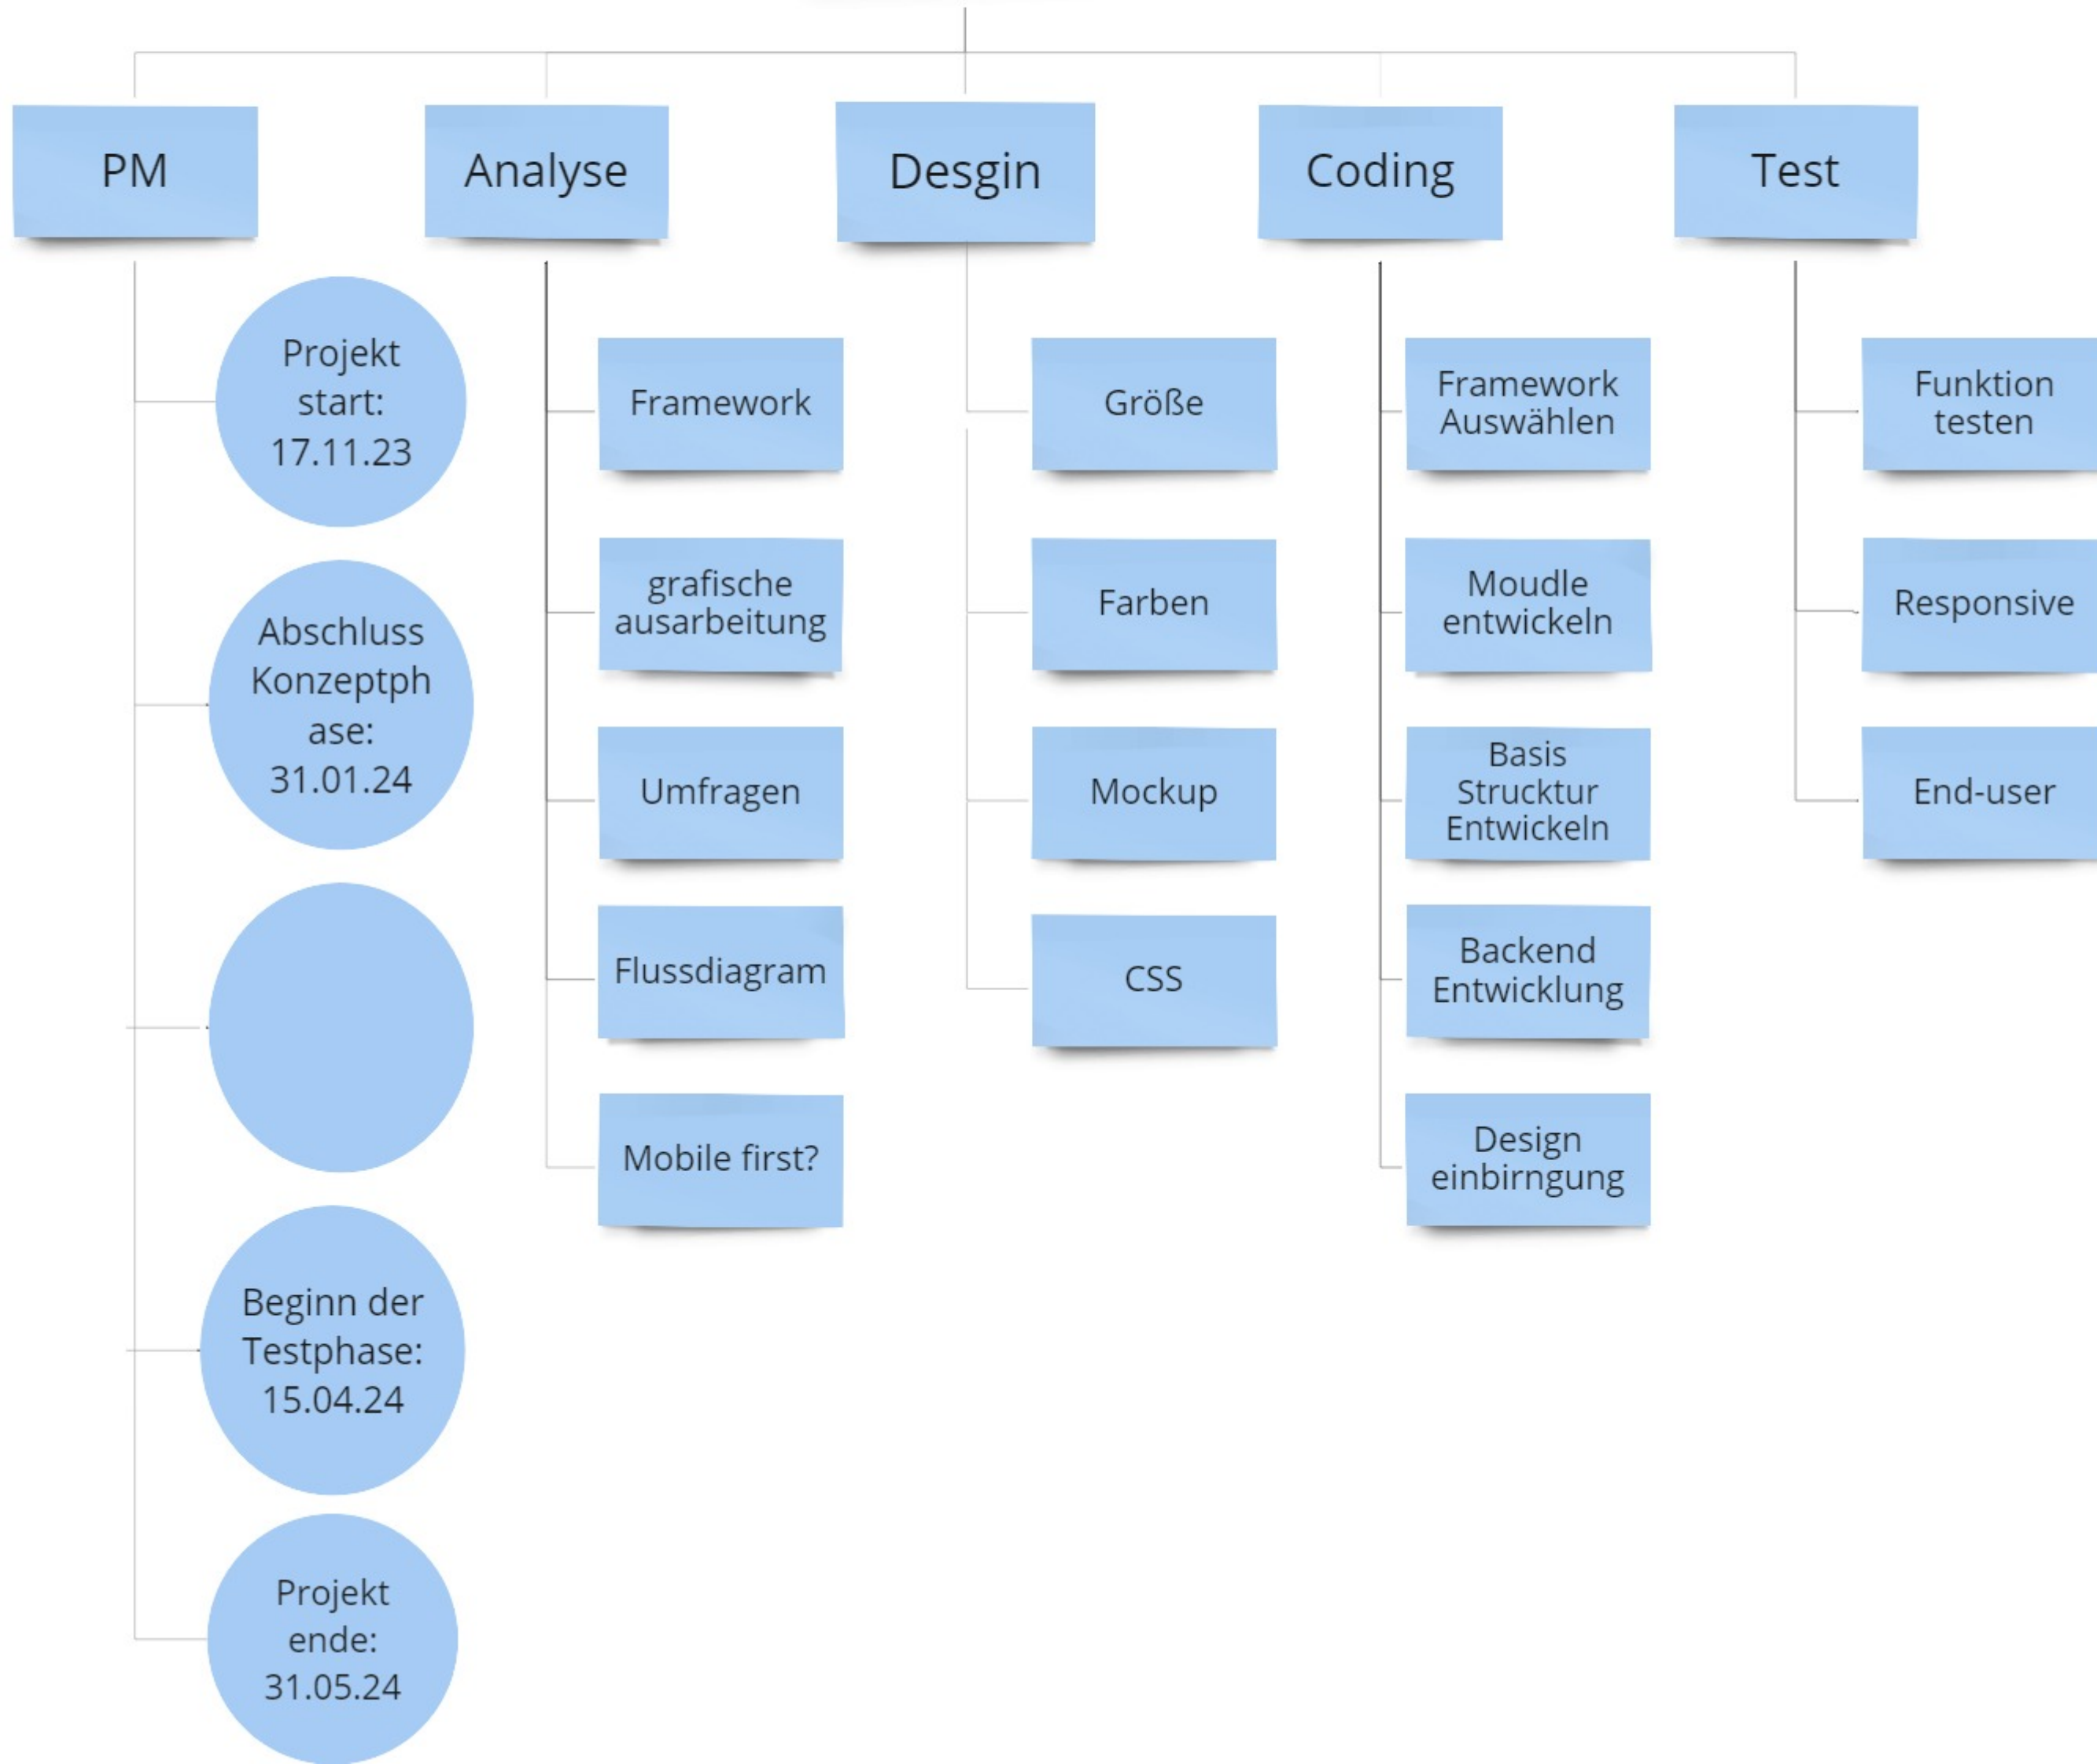 PM
Analyse
Desgin
Coding
Test
Projekt
start:
17.11.23
Abschluss
Konzeptph
ase:
31.01.24
Beginn der
Testphase:
15.04.24
Projekt
ende:
31.05.24
Framework
grafische
ausarbeitung
Umfragen
Flussdiagram
Mobile first?
Größe
Farben
Mockup
CSS
Framework
Auswählen
Moudle
entwickeln
Basis
Strucktur
Entwickeln
Backend
Entwicklung
Design
einbirngung
Funktion
testen
Responsive
End-user